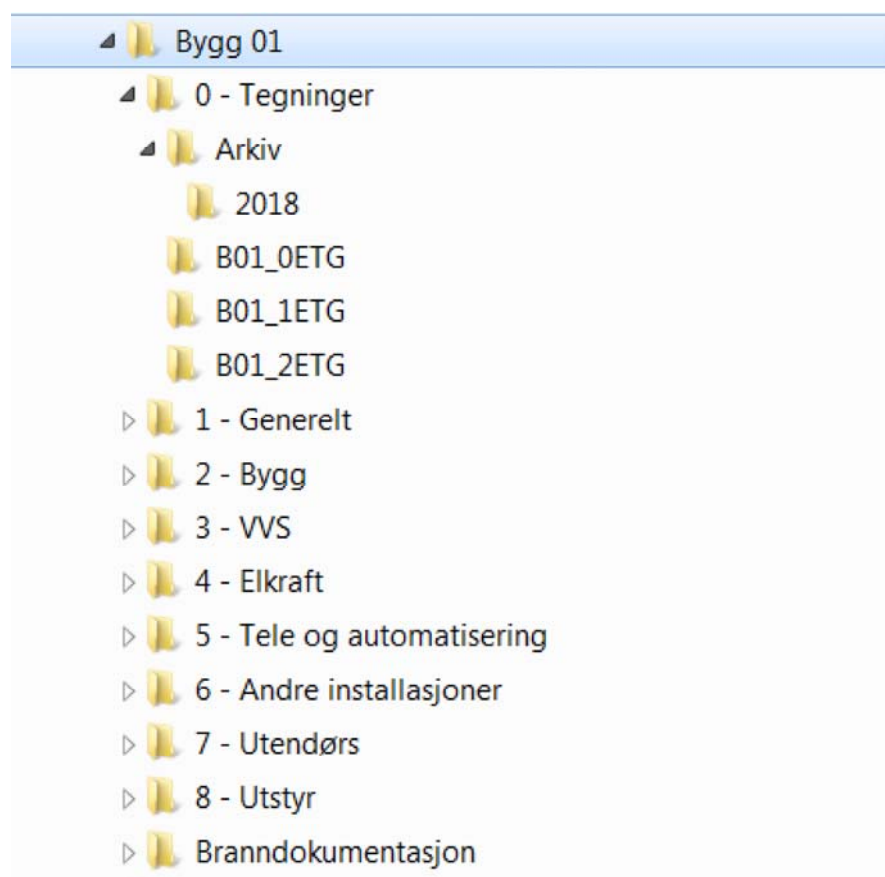 Bygg 01
0 - Tegninger
Arkiv
2018
B01_0ETG
B01_1ETG
B01_2ETG
1 - Generelt
2 - Bygg
3 - VVS
4 - Elkraft
5 - Tele og automatisering
6 - Andre installasjoner
7 - Utendørs
8 - Utstyr
Branndokumentasjon